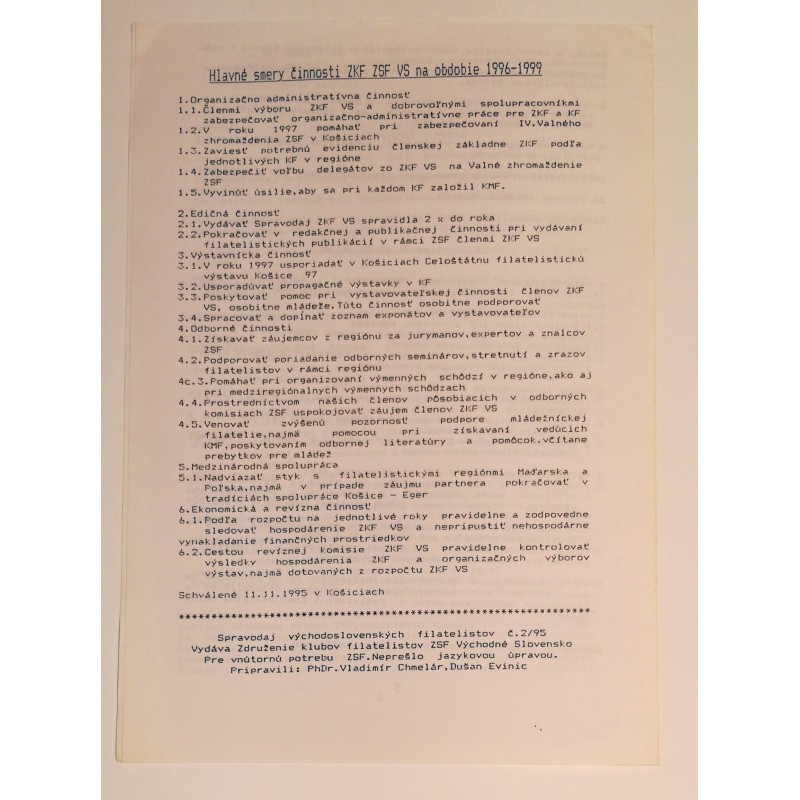 Hlavné smery činnosti ZKF ZSF VS na obdobie 1996-1999
1.Organizačno administratívna činnosť
1.1.Členmi výboru ZKF VS a dobrovoľnými spolupracovníkmi
zabezpečovať organizačno-administratívne práce pre ZKF a KF
1.2.V roku 1997 pomáhať pri zabezpečovaní IV.Valného
zhromaždenia ZSF v Košiciach
1.3.Zaviesť potrebnú evidenciu členskej základne ZKF podľa
jednotlivých KF v regióne
1.4.Zabezpečiť voľbu delegátov zo ZKF VS na Valné zhromaždenie
ZSF
1.5.Vyvinúť úsilie,aby sa pri každom KF založil KMF.
2.Edičná činnosť
2.1.Vydávať Spravodaj ZKF VS spravidla 2 x do roka
2.2.Pokračovať v redakčnej a publikačnej činnosti pri vydávaní
filatelistických publikácií v rámci ZSF členmi ZKF VS
3.Výstavnícka činnosť
3.1.V roku 1997 usporiadať v Košiciach Celoštátnu filatelistickú
výstavu Košice 97
3.2.Usporadúvať propagačné výstavky v KF
3.3.Poskytovať pomoc pri vystavovateľskej činnosti členov ZKF
VS, osobitne mládeže.Túto činnosť osobitne podporovať
3.4.Spracovať a dopĺňať zoznam exponátov a vystavovateľov
4.Odborné činnosti
4.1.Získavať záujemcov z regiónu za jurymanov,expertov a znalcov
ZSF
4.2.Podporovať poriadanie odborných seminárov,stretnutí a zrazov
filatelistov v rámci regiónu
4c.3.Pomáhať pri organizovaní výmenných schôdzí v regióne,ako aj
pri medziregionálnych výmenných schôdzach
4.4.Prostredníctvom našich členov pôsobiacich v odborných
komisiach ZSF uspokojovať záujem členov ZKF VS
4.5.Venovať zvýšenú pozornosť podpore mládežníckej
filatelie,najmä pomocou pri získavaní vedúcich
KMF,poskytovaním odbornej literatúry a pomôcok,včítane
prebytkov pre mládež
5.Medzinárodná spolupráca
5.1.Nadviazať styk s filatelistickými regiónmi Maďarska a
Poľska,najmä v prípade záujmu partnera pokračovať v
tradíciách spolupráce Košice - Eger
6.Ekonomická a revízna činnosť
6.1.Podľa rozpočtu na jednotlivé roky pravidelne a zodpovedne
sledovať hospodárenie ZKF VS a nepripustiť nehospodárne
vynakladanie finančných prostriedkov
6.2.Cestou revíznej komisie ZKF VS pravidelne kontrolovať
výsledky hospodárenia ZKF a organizačných výborov
výstav,najmä dotovaných z rozpočtu ZKF VS
Schválené 11.11.1995 v Košiciach
****************************************************************
Spravodaj východoslovenských filatelistov č.2/95
Vydáva Združenie klubov filatelistov ZSF Východné Slovensko
Pre vnútornú potrebu ZSF.Neprešlo jazykovou úpravou.
Pripravili: PhDr.Vladimír Chmelár,Dušan Evinic